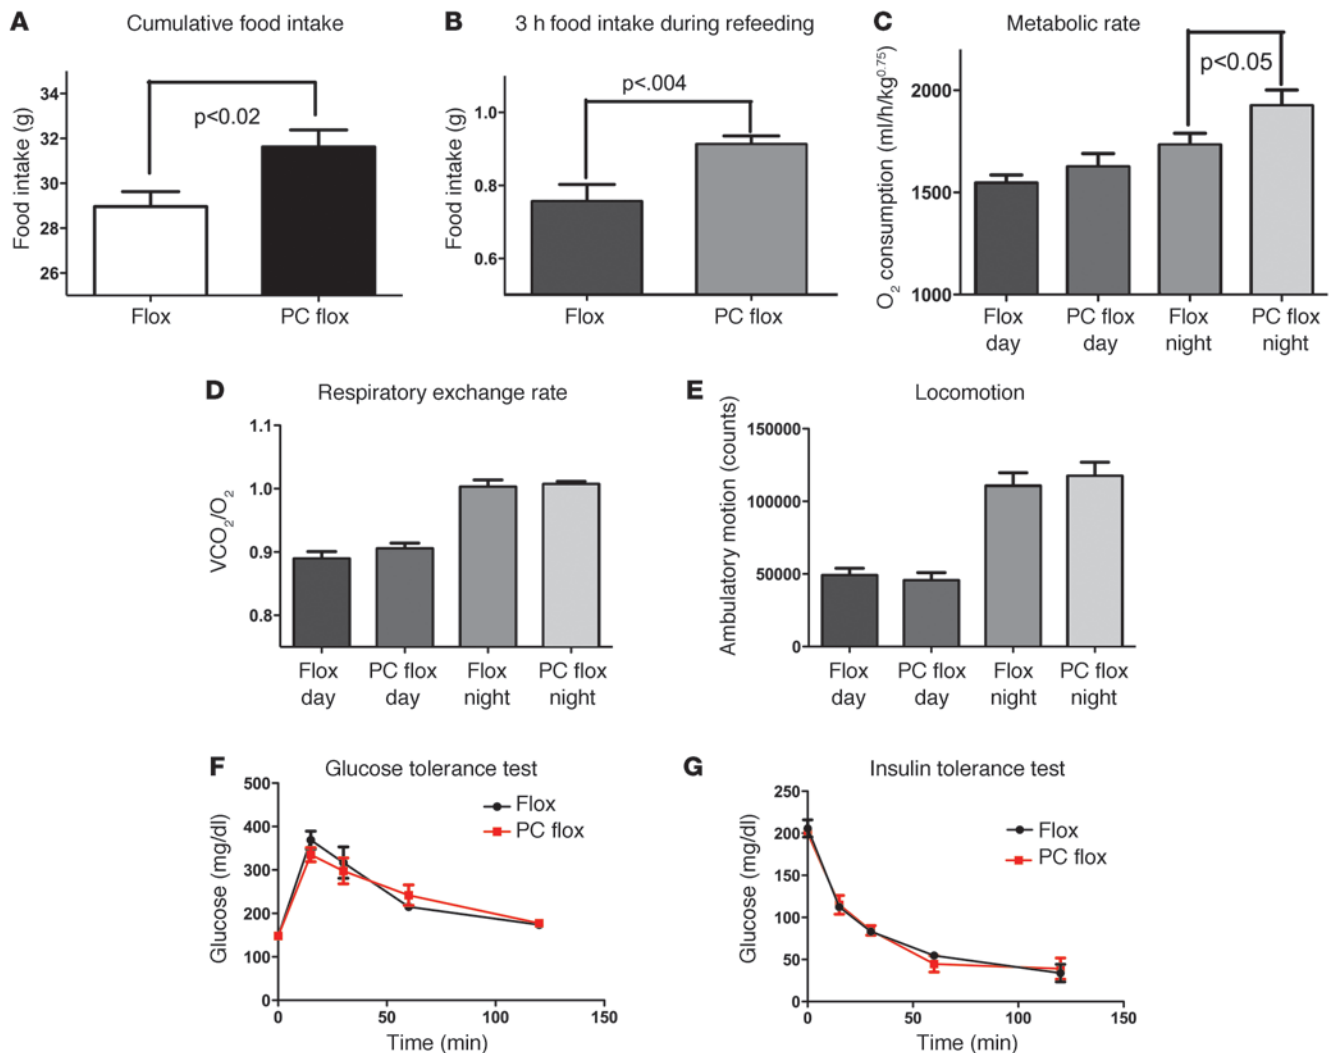 A Cumulative food intake
Food intake (g)
34
32
30
28
26
p<0.02
Flox PC flox
B 3 h food intake during refeeding
Food intake (g)
1.0
0.8
0.6
p<.004
Flox PC flox
C Metabolic rate
O₂ consumption (ml/h/kg⁰·⁷⁵)
2000
1500
1000
p<0.05
Flox PC flox Flox PC flox
day day night night
D Respiratory exchange rate
VCO₂/O₂
1.1
1.0
0.9
0.8
Flox PC flox Flox PC flox
day day night night
E Locomotion
Ambulatory motion (counts)
150000
100000
50000
0
Flox PC flox Flox PC flox
day day night night
F Glucose tolerance test
Glucose (mg/dl)
500
400
300
200
100
0
Flox
PC flox
0 50 100 150
Time (min)
G Insulin tolerance test
Glucose (mg/dl)
250
200
150
100
50
0
Flox
PC flox
0 50 100 150
Time (min)